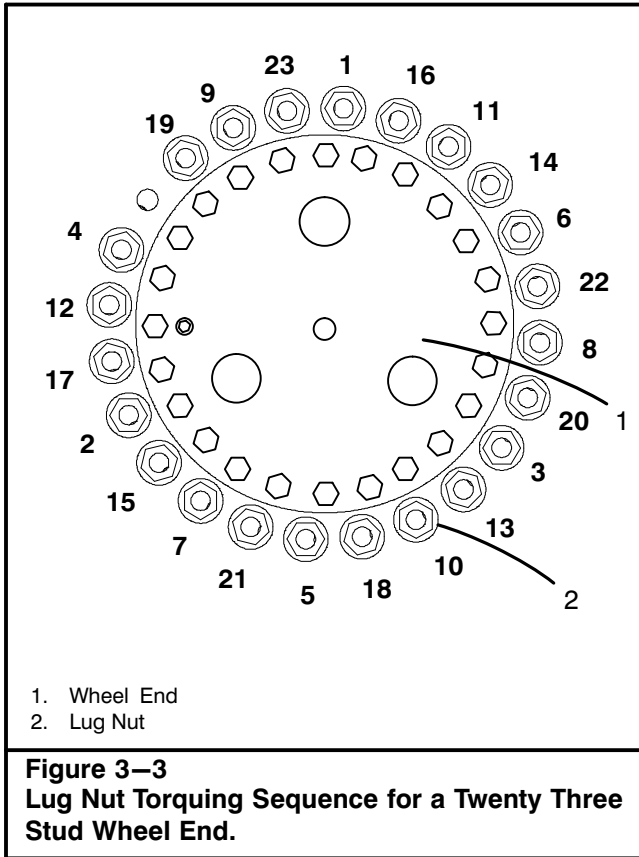 23 1 16
9 11
19 14
4 6
12 22
17 8
1
2 20
15 3
7 13
21 5 18 10
2
1. Wheel End
2. Lug Nut
Figure 3—3
Lug Nut Torquing Sequence for a Twenty Three
Stud Wheel End.